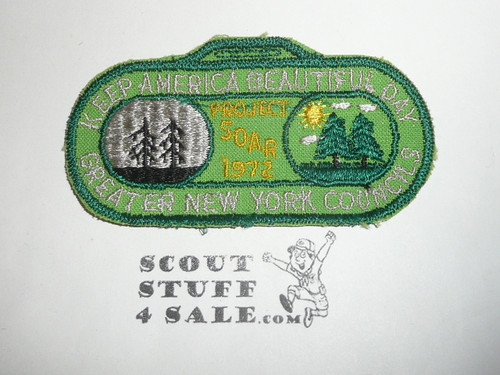 KEEP AMERICA BEAUTIFUL DAY
PROJECT
SOAR
1972
GREATER NEW YORK COUNCILS
SCOUT
STUFF
4 SALE.COM